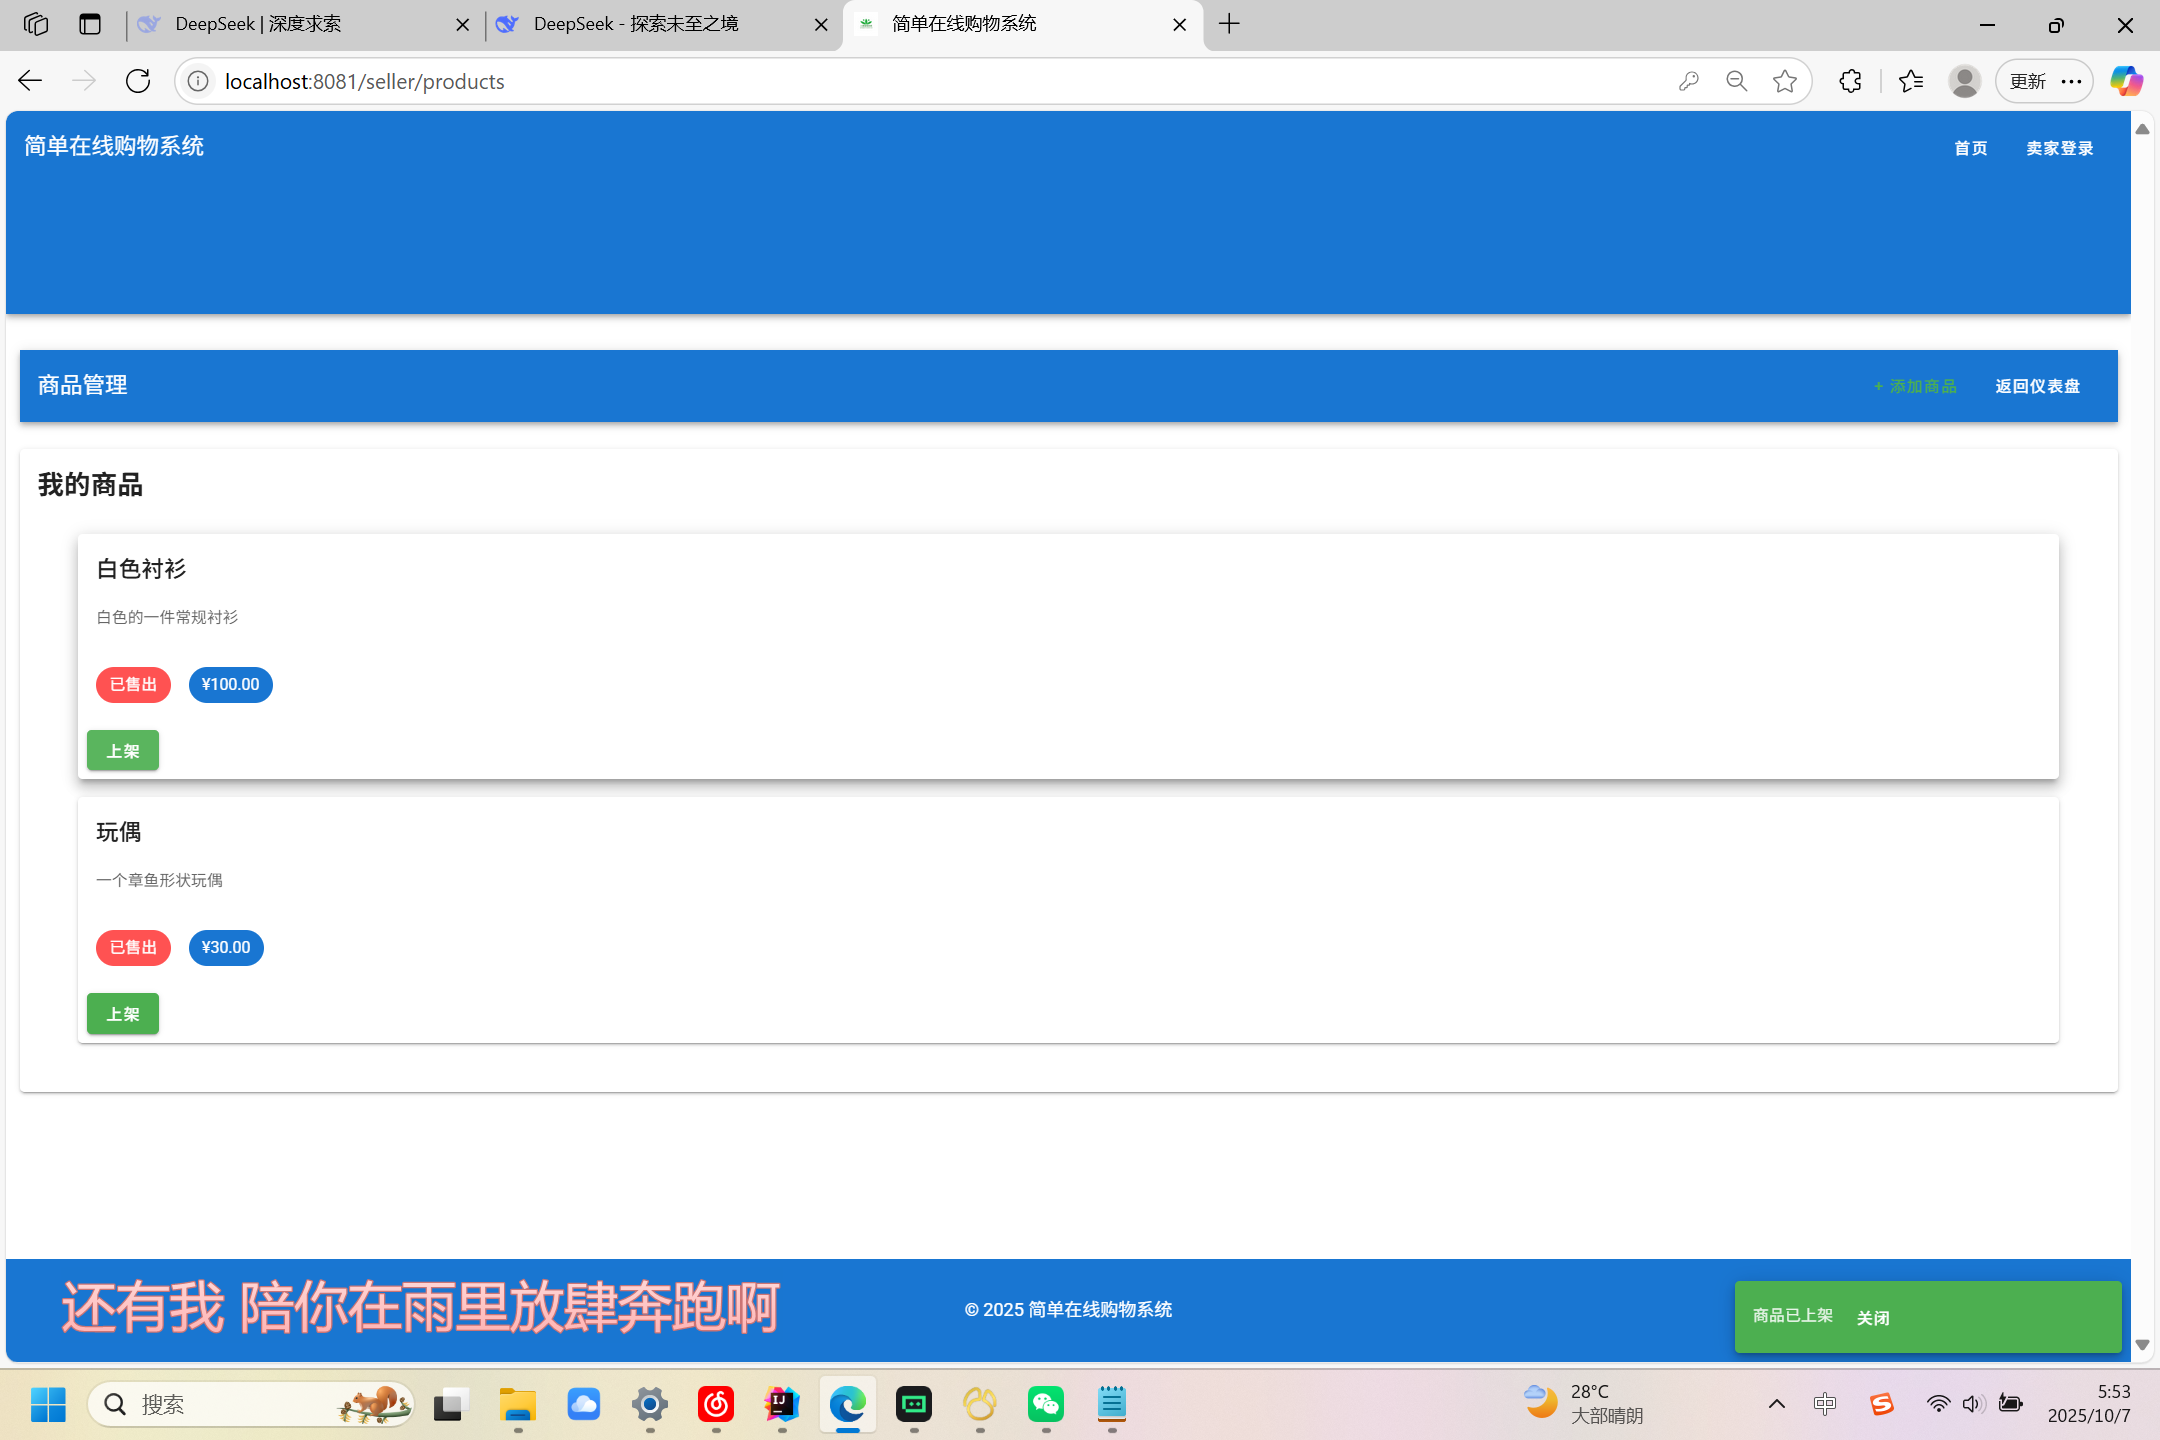 DeepSeek | 深度求索
DeepSeek - 探索未至之境
简单在线购物系统
localhost:8081/seller/products
更新
简单在线购物系统
首页
卖家登录
商品管理
+ 添加商品
返回仪表盘
我的商品
白色衬衫
白色的一件常规衬衫
已售出
¥100.00
上架
玩偶
一个章鱼形状玩偶
已售出
¥30.00
上架
还有我 陪你在雨里放肆奔跑啊
© 2025 简单在线购物系统
商品已上架
关闭
搜索
28°C
大部晴朗
中
5:53
2025/10/7